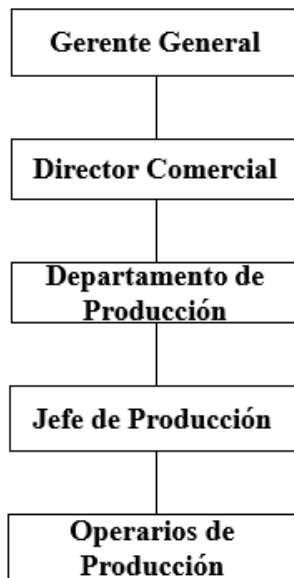 Gerente General
Director Comercial
Departamento de
Producción
Jefe de Producción
Operarios de
Producción